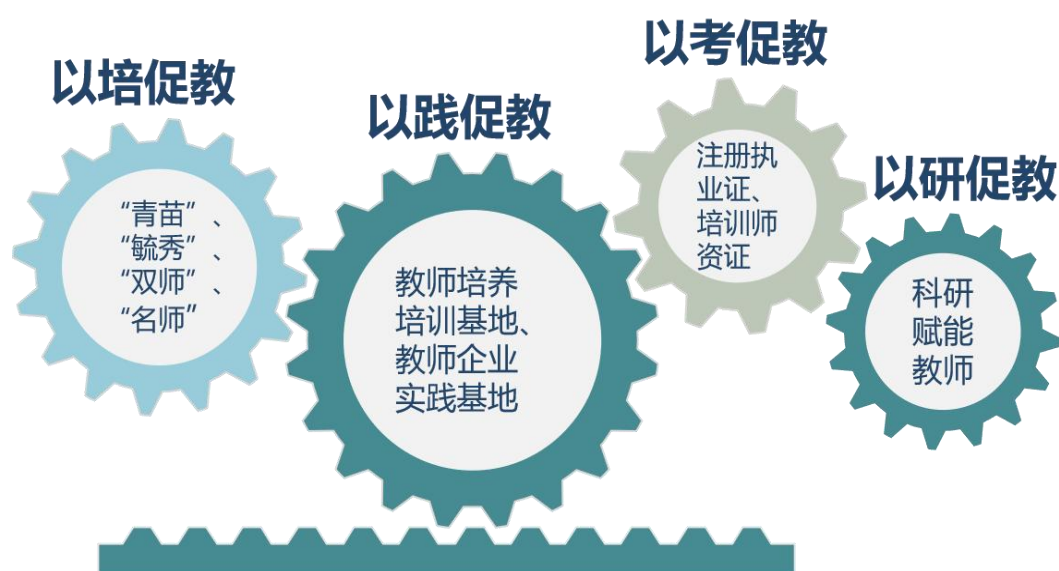 以培促教
“青苗”、
“毓秀”、
“双师”、
“名师”
以践促教
教师培养
培训基地、
教师企业
实践基地
以考促教
注册执
业证、
培训师
资证
以研促教
科研
赋能
教师